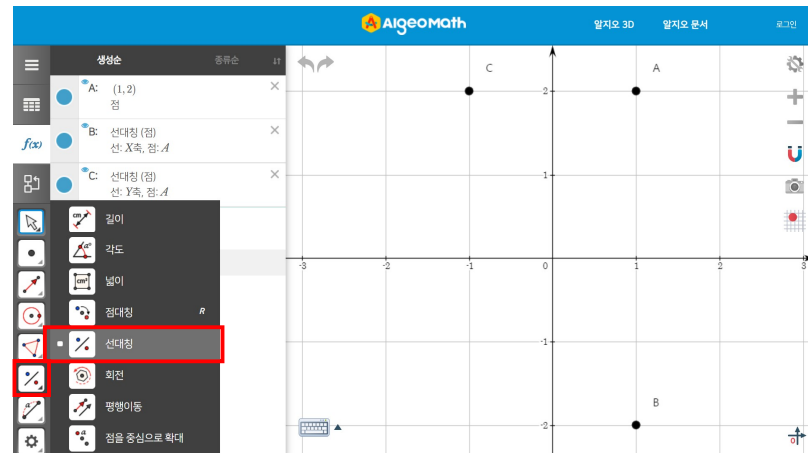 AlgeoMath
알지오 3D
알지오 문서
로그인
생성순
종류순
A: (1,2)
점
B: 선대칭 (점)
선: X축, 점: A
C: 선대칭 (점)
선: Y축, 점: A
f(x)
cm
길이
a°
각도
cm²
넓이
점대칭
R
선대칭
회전
평행이동
a
점을 중심으로 확대
a
C
A
2
1
-3
-2
-1
0
1
2
3
-1
B
-2
0